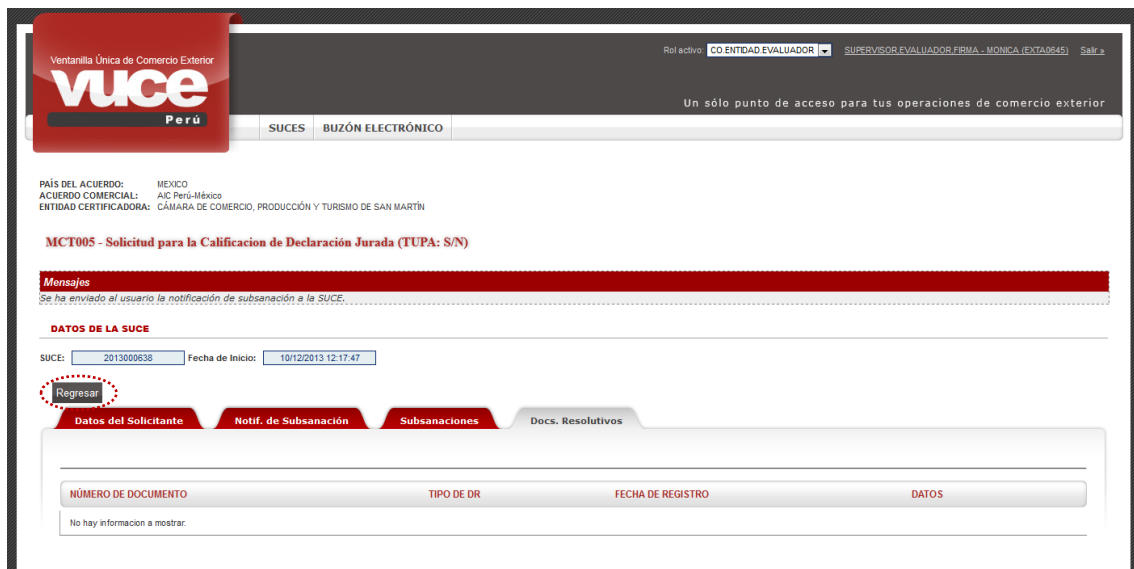 Ventanilla Única de Comercio Exterior
vuce
Perú
Rol activo: CO.ENTIDAD.EVALUADOR SUPERVISOR,EVALUADOR,FIRMA - MONICA (EXTA0645) Salir »
Un sólo punto de acceso para tus operaciones de comercio exterior
SUCES BUZÓN ELECTRÓNICO
PAÍS DEL ACUERDO: MEXICO
ACUERDO COMERCIAL: AIC Perú-México
ENTIDAD CERTIFICADORA: CÁMARA DE COMERCIO, PRODUCCIÓN Y TURISMO DE SAN MARTÍN
MCT005 - Solicitud para la Calificacion de Declaración Jurada (TUPA: S/N)
Mensajes
Se ha enviado al usuario la notificación de subsanación a la SUCE.
DATOS DE LA SUCE
SUCE: 2013000638 Fecha de Inicio: 10/12/2013 12:17:47
Regresar
Datos del Solicitante Notif. de Subsanación Subsanaciones Docs. Resolutivos
NÚMERO DE DOCUMENTO TIPO DE DR FECHA DE REGISTRO DATOS
No hay informacion a mostrar.